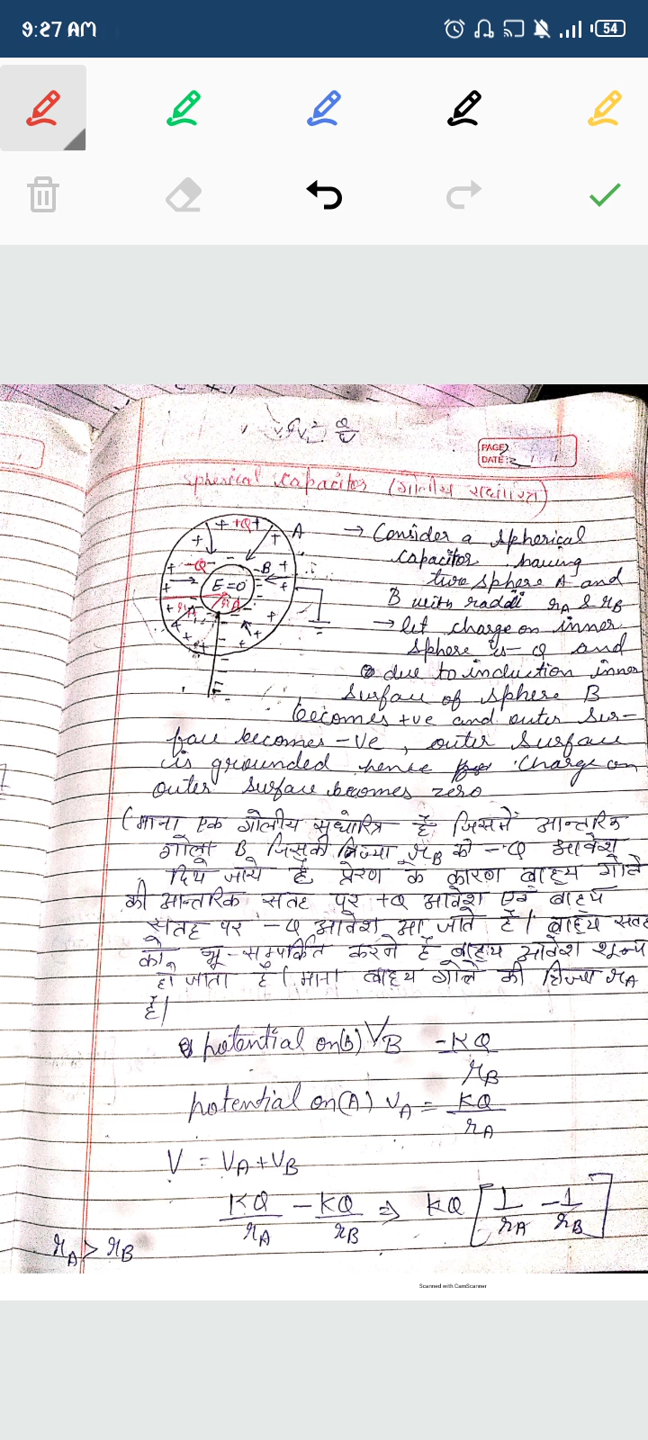 9:27 AM
54
PAGE
DATE:
spherical capacitor (गोलीय संधारित्र)
→ Consider a spherical
capacitor having
two sphere A and
B with raddi rA & rB
→ let charge on inner
sphere is -Q and
due to induction inner
surface of sphere B
becomes +ve and outer sur-
face becomes -ve, outer surface
is grounded hence charge on
outer surface becomes zero
+Q
A
-Q
B
E=0
(माना एक गोलीय संधारित्र है जिसमें आन्तरिक
गोला B जिसकी त्रिज्या rB को -Q आवेश
दिये जाये है, प्रेरण के कारण बाह्य गोले
की आन्तरिक सतह पर +Q आवेश एवं बाह्य
सतह पर -Q आवेश आ जाते है। बाह्य सतह
को भू-सम्पर्कित करने है बाह्य आवेश शून्य
हो जाता है। माना बाह्य गोले की त्रिज्या rA
है।
potential on(B) VB -KQ/rB
potential on(A) VA = KQ/rA
V = VA+VB
KQ/rA - KQ/rB ⇒ KQ [1/rA - 1/rB]
rA > rB
Scanned with CamScanner